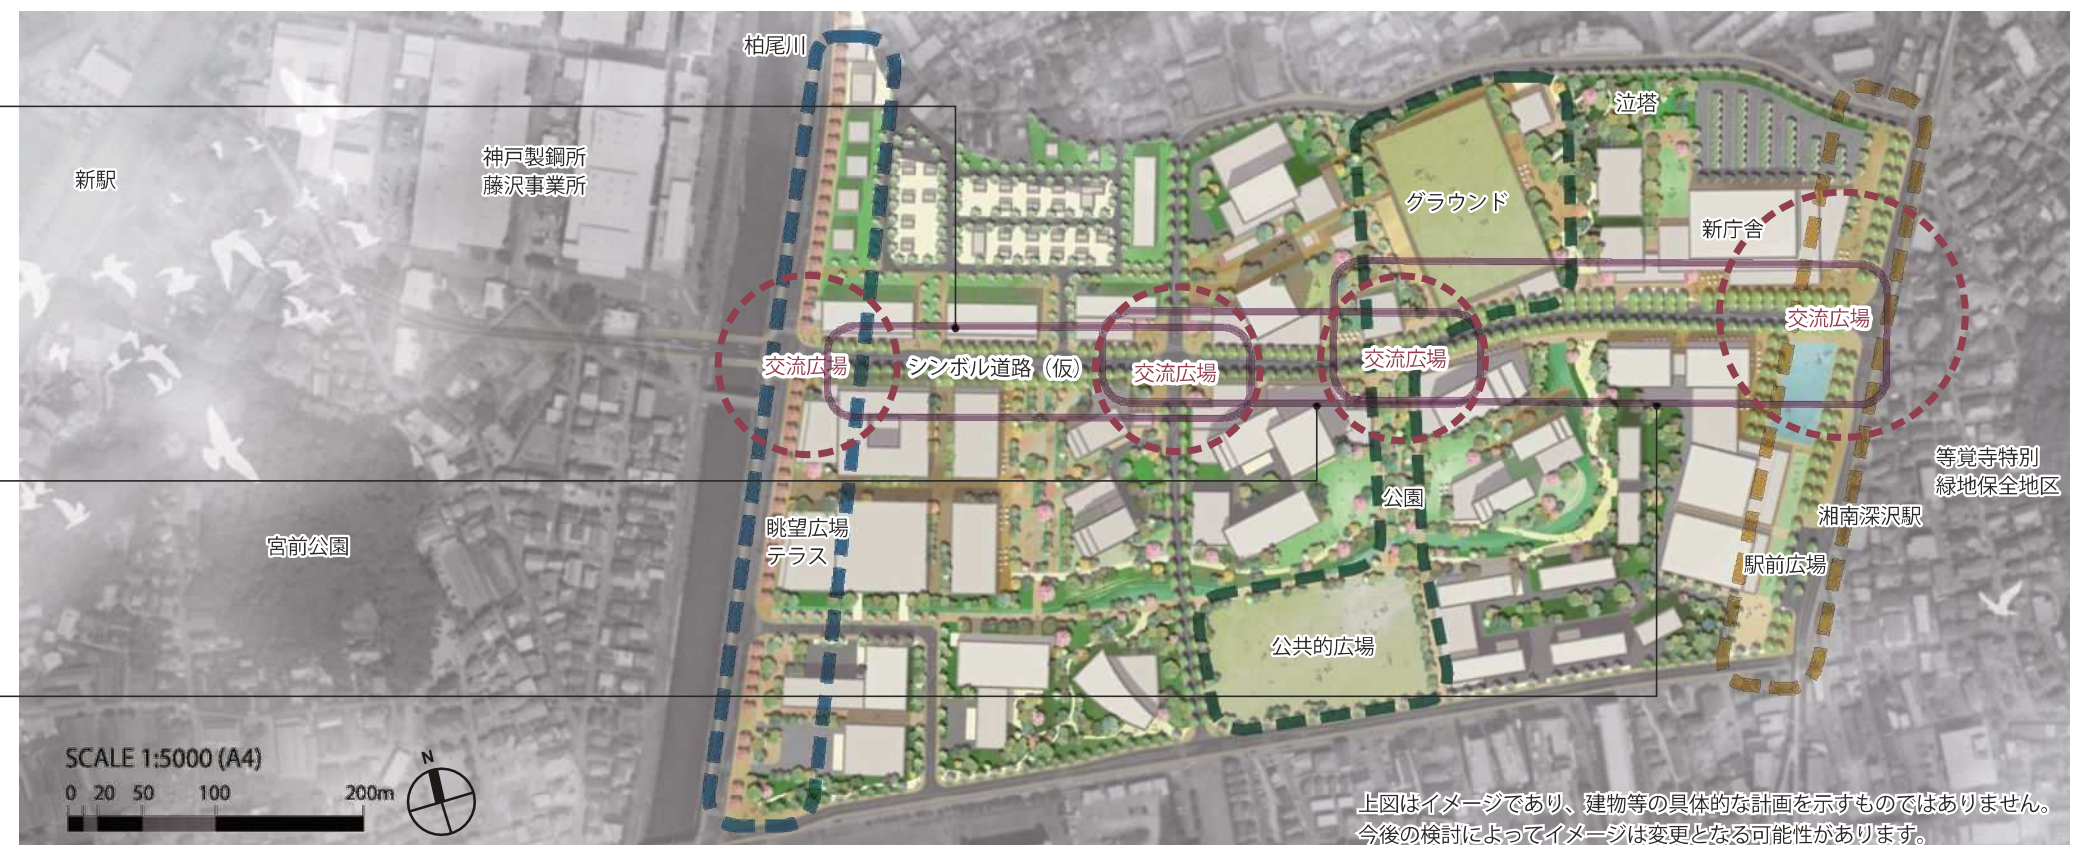 柏尾川
泣塔
神戸製鋼所
藤沢事業所
新駅
グラウンド
新庁舎
交流広場
シンボル道路（仮）
交流広場
交流広場
交流広場
等覚寺特別
緑地保全地区
公園
湘南深沢駅
眺望広場
テラス
宮前公園
駅前広場
公共的広場
SCALE 1:5000 (A4)
0 20 50 100 200m
N
上図はイメージであり、建物等の具体的な計画を示すものではありません。
今後の検討によってイメージは変更となる可能性があります。